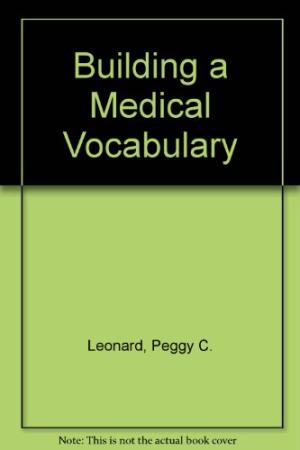 Building a
Medical
Vocabulary
Leonard, Peggy C.
Note: This is not the actual book cover